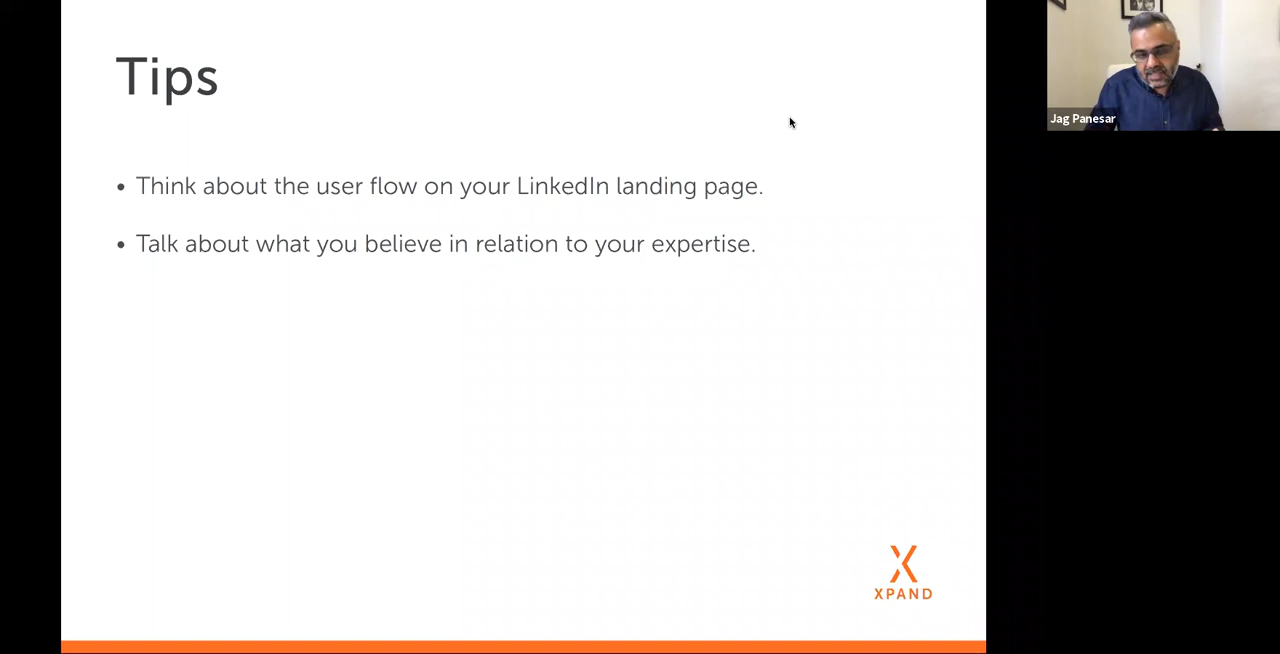 Tips
• Think about the user flow on your LinkedIn landing page.
• Talk about what you believe in relation to your expertise.
XPAND
Jag Panesar